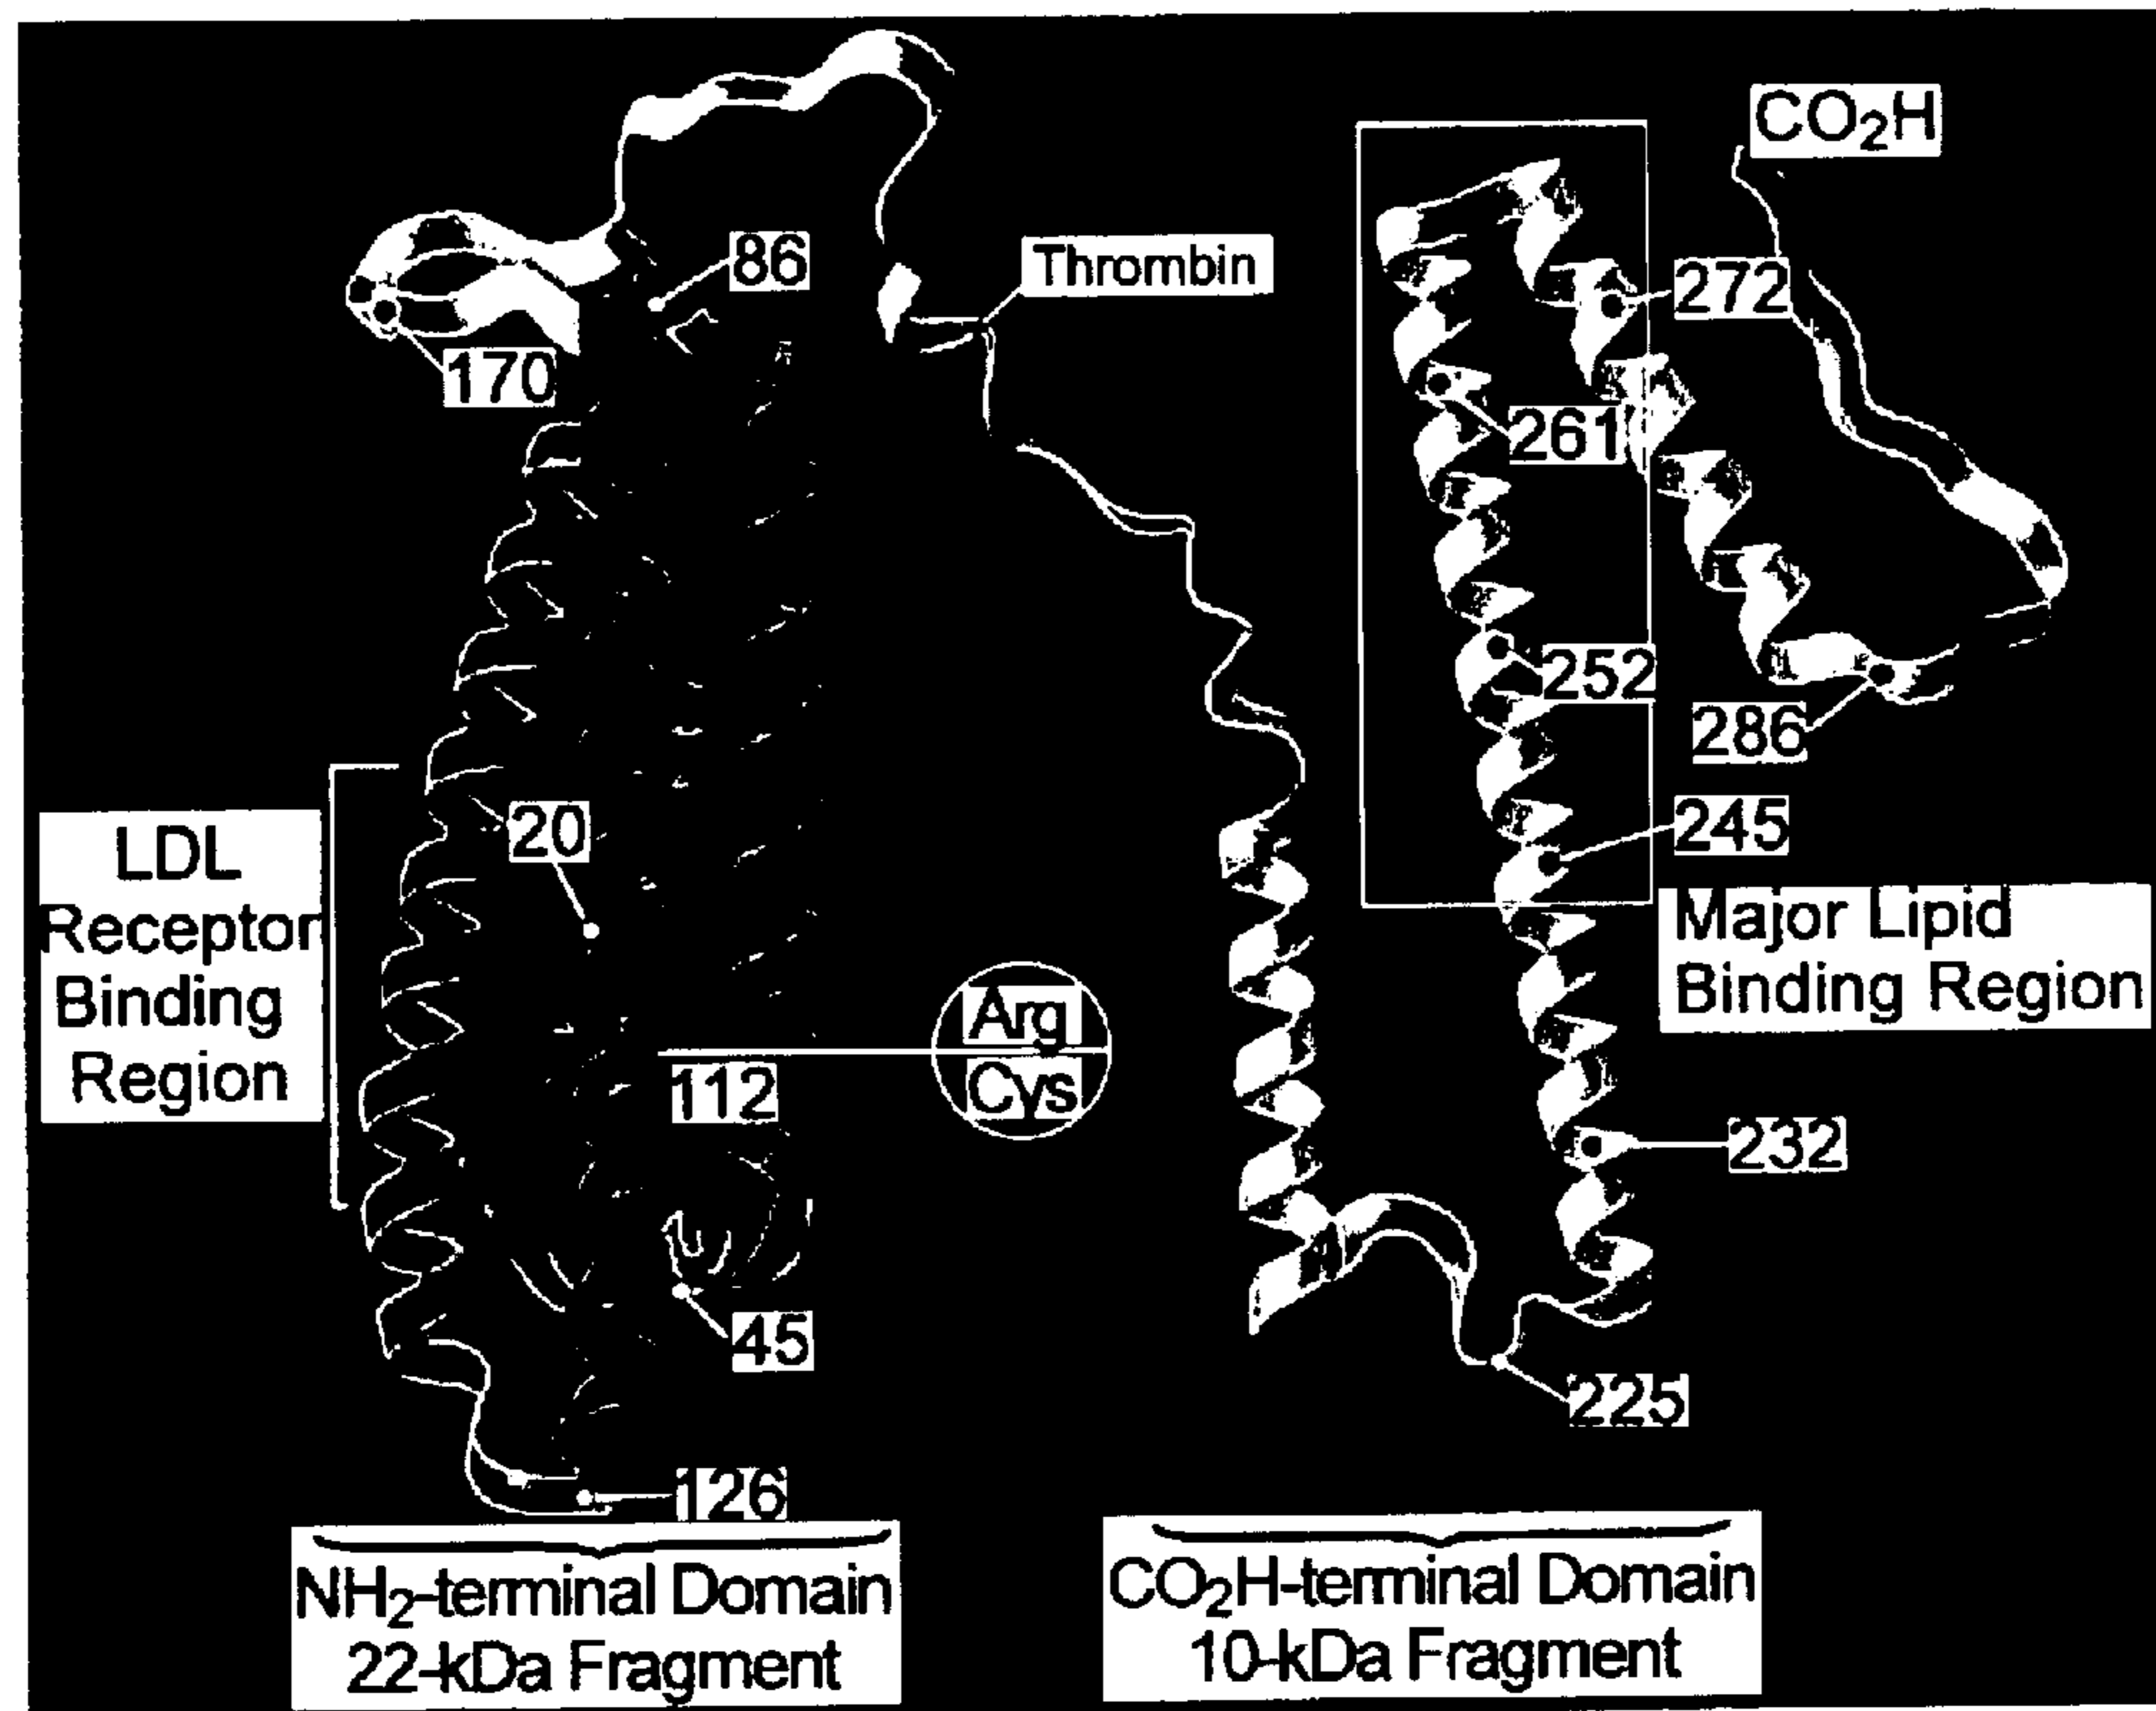 CO₂H
86
Thrombin
272
170
261
252
286
20
245
LDL
Receptor
Binding
Region
Major Lipid
Binding Region
Arg
Cys
112
232
45
225
126
NH₂-terminal Domain
22-kDa Fragment
CO₂H-terminal Domain
10-kDa Fragment